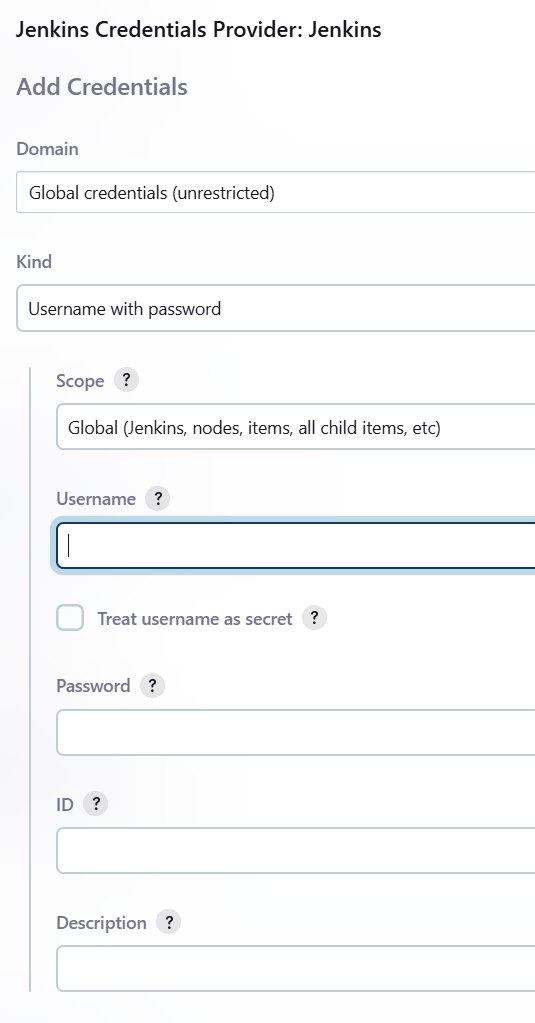 Jenkins Credentials Provider: Jenkins
Add Credentials
Domain
Global credentials (unrestricted)
Kind
Username with password
Scope ?
Global (Jenkins, nodes, items, all child items, etc)
Username ?
Treat username as secret ?
Password ?
ID ?
Description ?